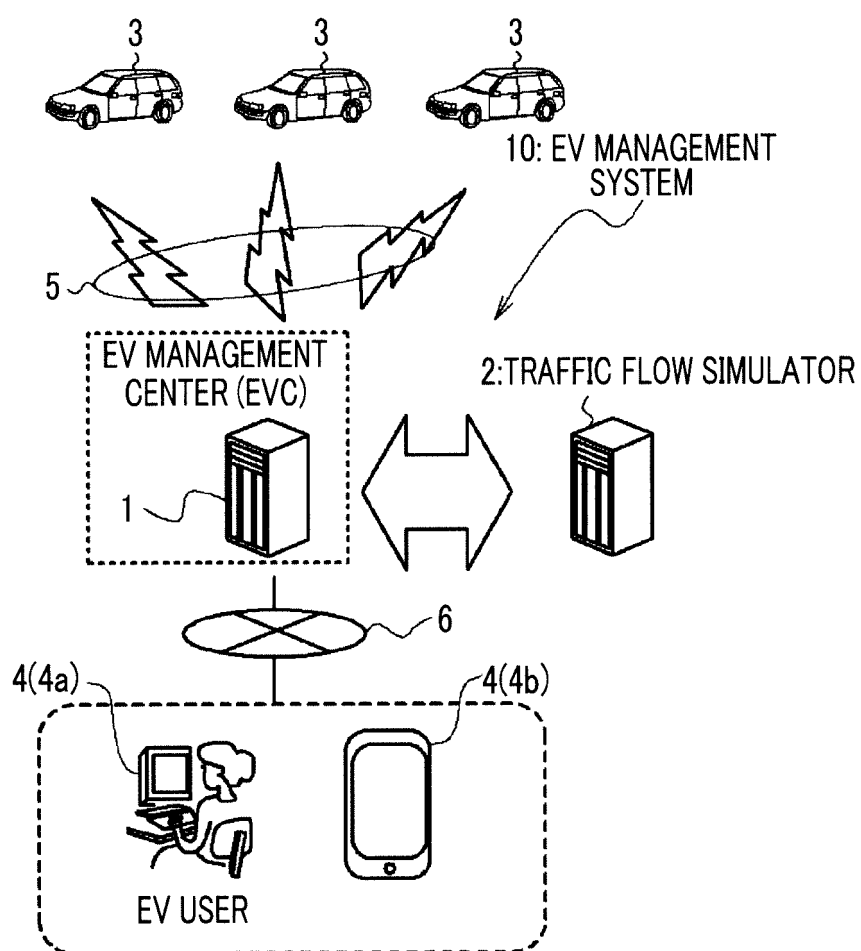 3 3 3
10: EV MANAGEMENT
SYSTEM
5
EV MANAGEMENT
CENTER (EVC)
2:TRAFFIC FLOW SIMULATOR
1
6
4(4a) 4(4b)
EV USER